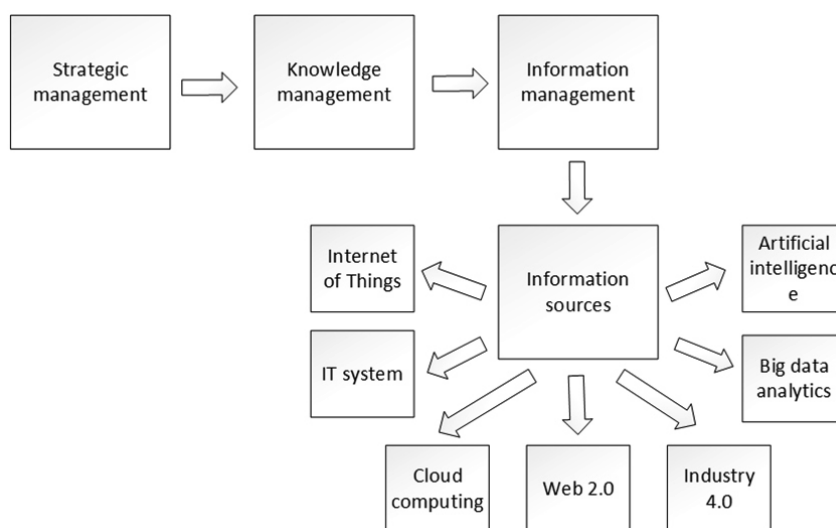 Strategic
management
Knowledge
management
Information
management
Internet
of Things
Information
sources
Artificial
intelligenc
e
IT system
Big data
analytics
Cloud
computing
Web 2.0
Industry
4.0